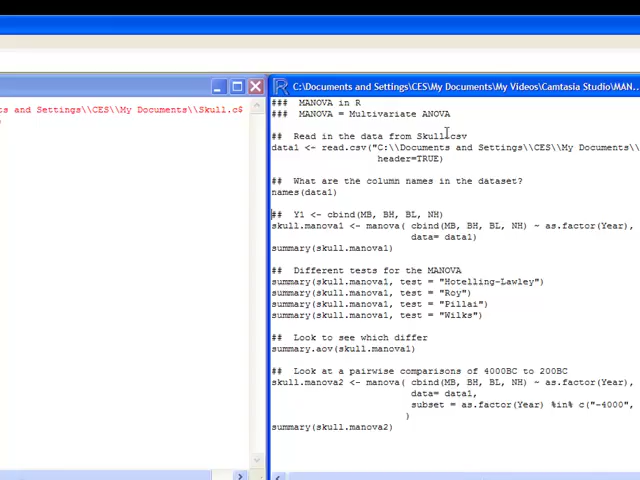 C:\Documents and Settings\CES\My Documents\My Videos\Camtasia Studio\MAN...
s and Settings\\CES\\My Documents\\Skull.c$
### MANOVA in R
### MANOVA = Multivariate ANOVA
## Read in the data from Skull.csv
data1 <- read.csv("C:\\Documents and Settings\\CES\\My Documents\\
header=TRUE)
## What are the column names in the dataset?
names(data1)
## Y1 <- cbind(MB, BH, BL, NH)
skull.manova1 <- manova( cbind(MB, BH, BL, NH) ~ as.factor(Year),
data= data1)
summary(skull.manova1)
## Different tests for the MANOVA
summary(skull.manova1, test = "Hotelling-Lawley")
summary(skull.manova1, test = "Roy")
summary(skull.manova1, test = "Pillai")
summary(skull.manova1, test = "Wilks")
## Look to see which differ
summary.aov(skull.manova1)
## Look at a pairwise comparisons of 4000BC to 200BC
skull.manova2 <- manova( cbind(MB, BH, BL, NH) ~ as.factor(Year),
data= data1,
subset = as.factor(Year) %in% c("-4000",
)
summary(skull.manova2)